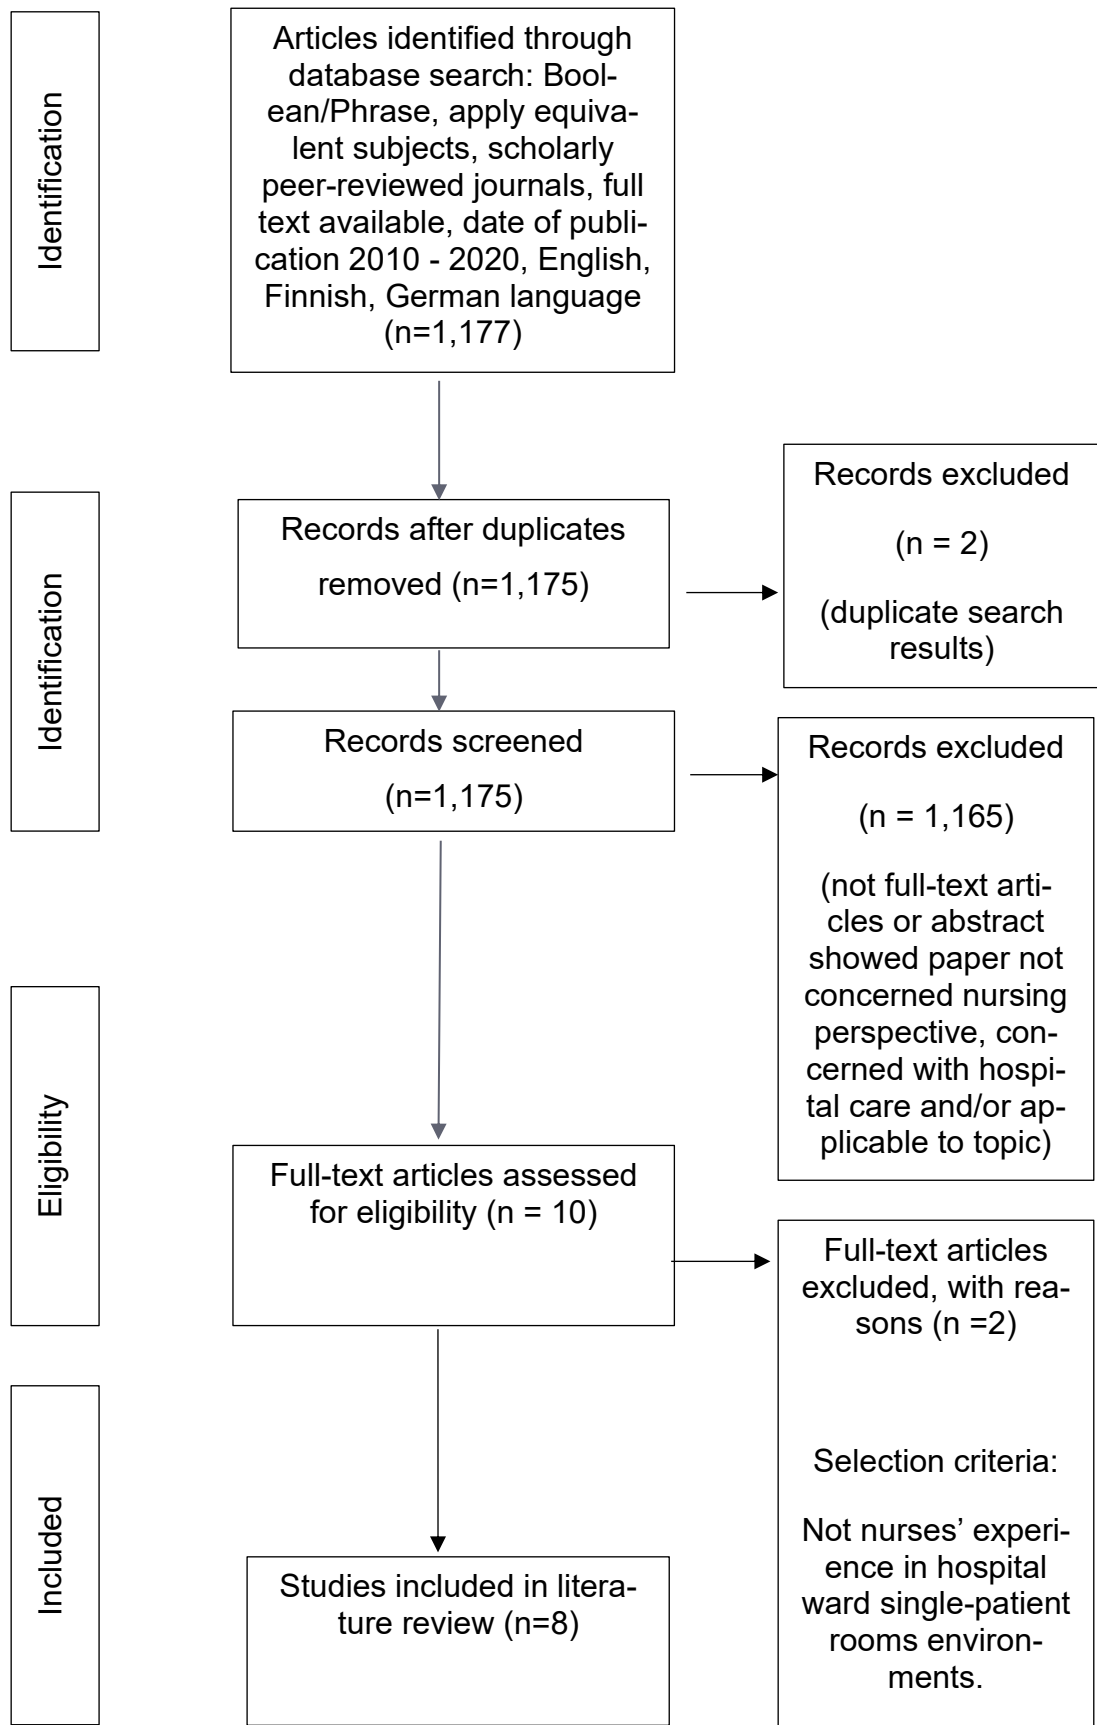 Identification
Articles identified through
database search: Bool-
ean/Phrase, apply equiva-
lent subjects, scholarly
peer-reviewed journals, full
text available, date of publi-
cation 2010 - 2020, English,
Finnish, German language
(n=1,177)
Identification
Records after duplicates
removed (n=1,175)
Records excluded
(n = 2)
(duplicate search
results)
Records screened
(n=1,175)
Records excluded
(n = 1,165)
(not full-text arti-
cles or abstract
showed paper not
concerned nursing
perspective, con-
cerned with hospi-
tal care and/or ap-
plicable to topic)
Eligibility
Full-text articles assessed
for eligibility (n = 10)
Full-text articles
excluded, with rea-
sons (n =2)
Selection criteria:
Not nurses’ experi-
ence in hospital
ward single-patient
rooms environ-
ments.
Included
Studies included in litera-
ture review (n=8)